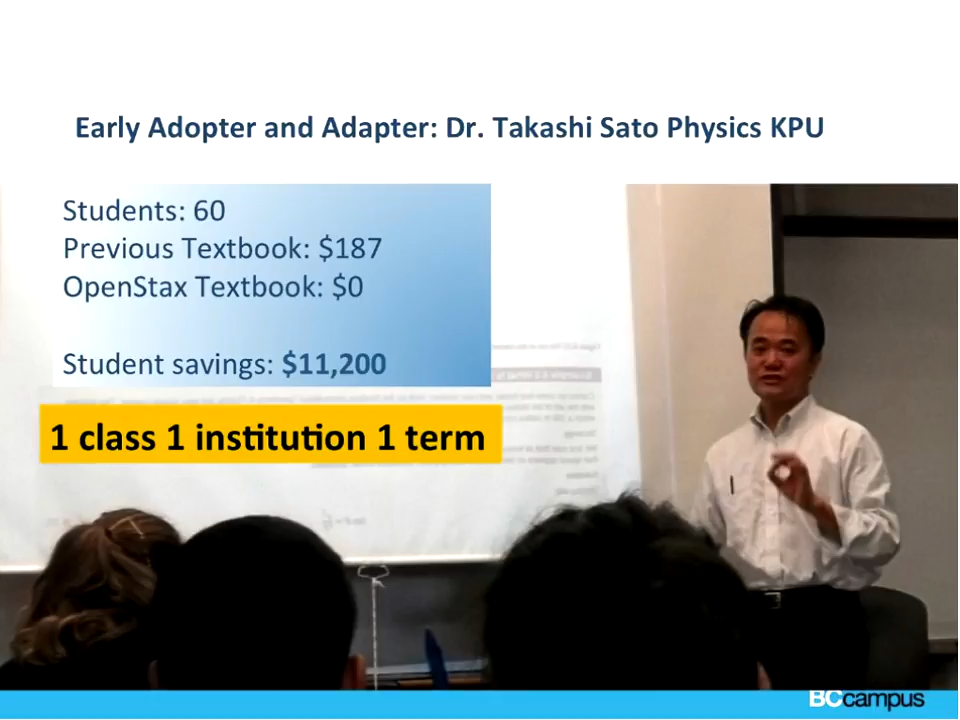 Early Adopter and Adapter: Dr. Takashi Sato Physics KPU
Students: 60
Previous Textbook: $187
OpenStax Textbook: $0
Student savings: $11,200
1 class 1 institution 1 term
BCcampus